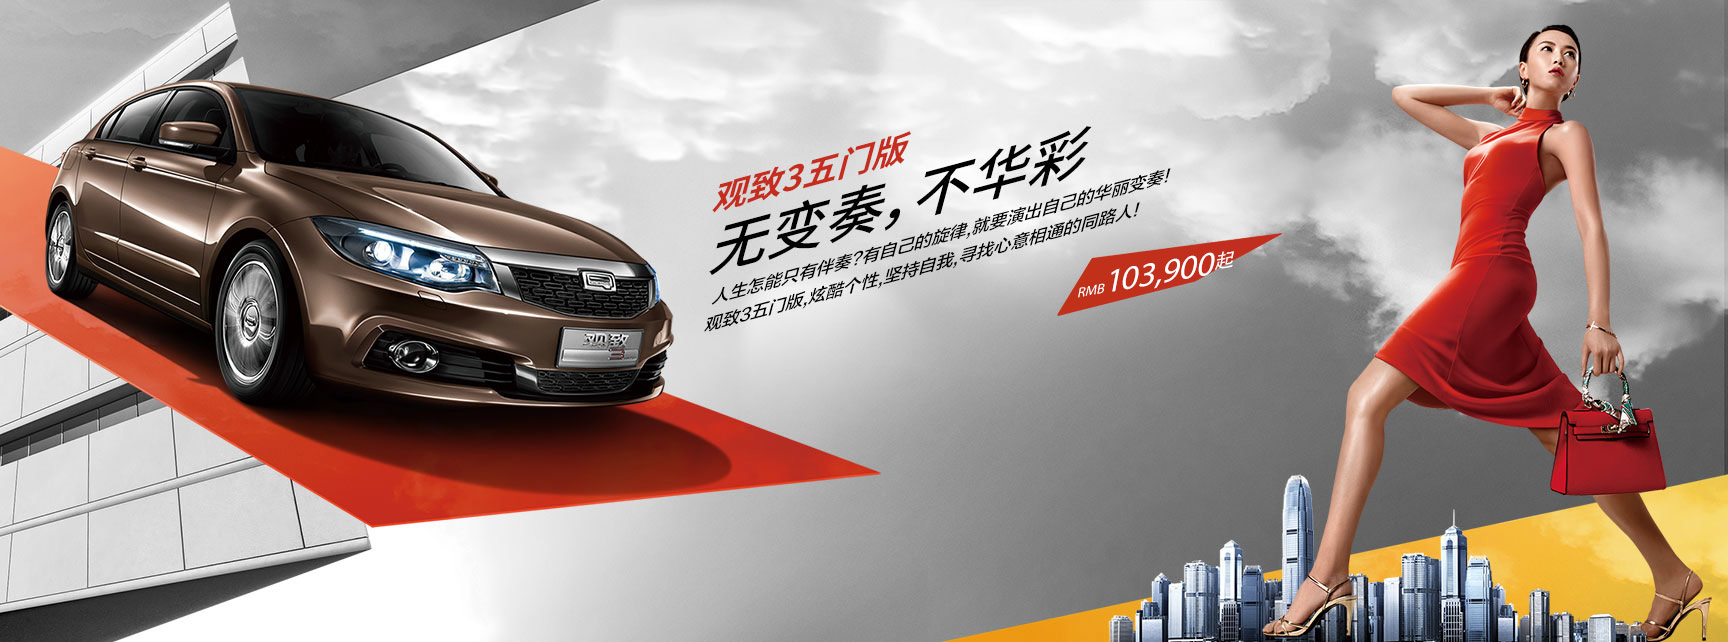 观致3五门版
无变奏，不华彩
人生怎能只有伴奏？有自己的旋律，就要演出自己的华丽变奏！
观致3五门版，炫酷个性，坚持自我，寻找心意相通的同路人！
RMB 103,900起
观致
3